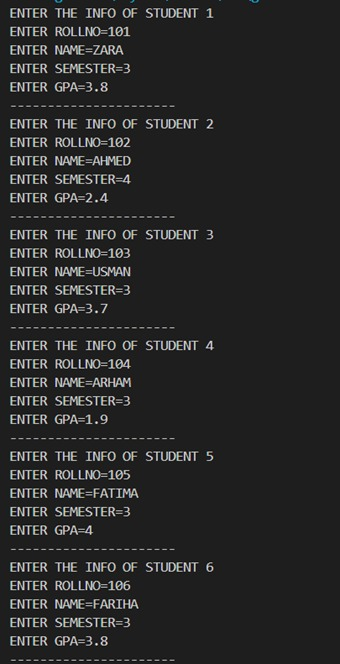 ENTER THE INFO OF STUDENT 1
ENTER ROLLNO=101
ENTER NAME=ZARA
ENTER SEMESTER=3
ENTER GPA=3.8
----------------------
ENTER THE INFO OF STUDENT 2
ENTER ROLLNO=102
ENTER NAME=AHMED
ENTER SEMESTER=4
ENTER GPA=2.4
----------------------
ENTER THE INFO OF STUDENT 3
ENTER ROLLNO=103
ENTER NAME=USMAN
ENTER SEMESTER=3
ENTER GPA=3.7
----------------------
ENTER THE INFO OF STUDENT 4
ENTER ROLLNO=104
ENTER NAME=ARHAM
ENTER SEMESTER=3
ENTER GPA=1.9
----------------------
ENTER THE INFO OF STUDENT 5
ENTER ROLLNO=105
ENTER NAME=FATIMA
ENTER SEMESTER=3
ENTER GPA=4
----------------------
ENTER THE INFO OF STUDENT 6
ENTER ROLLNO=106
ENTER NAME=FARIHA
ENTER SEMESTER=3
ENTER GPA=3.8
----------------------